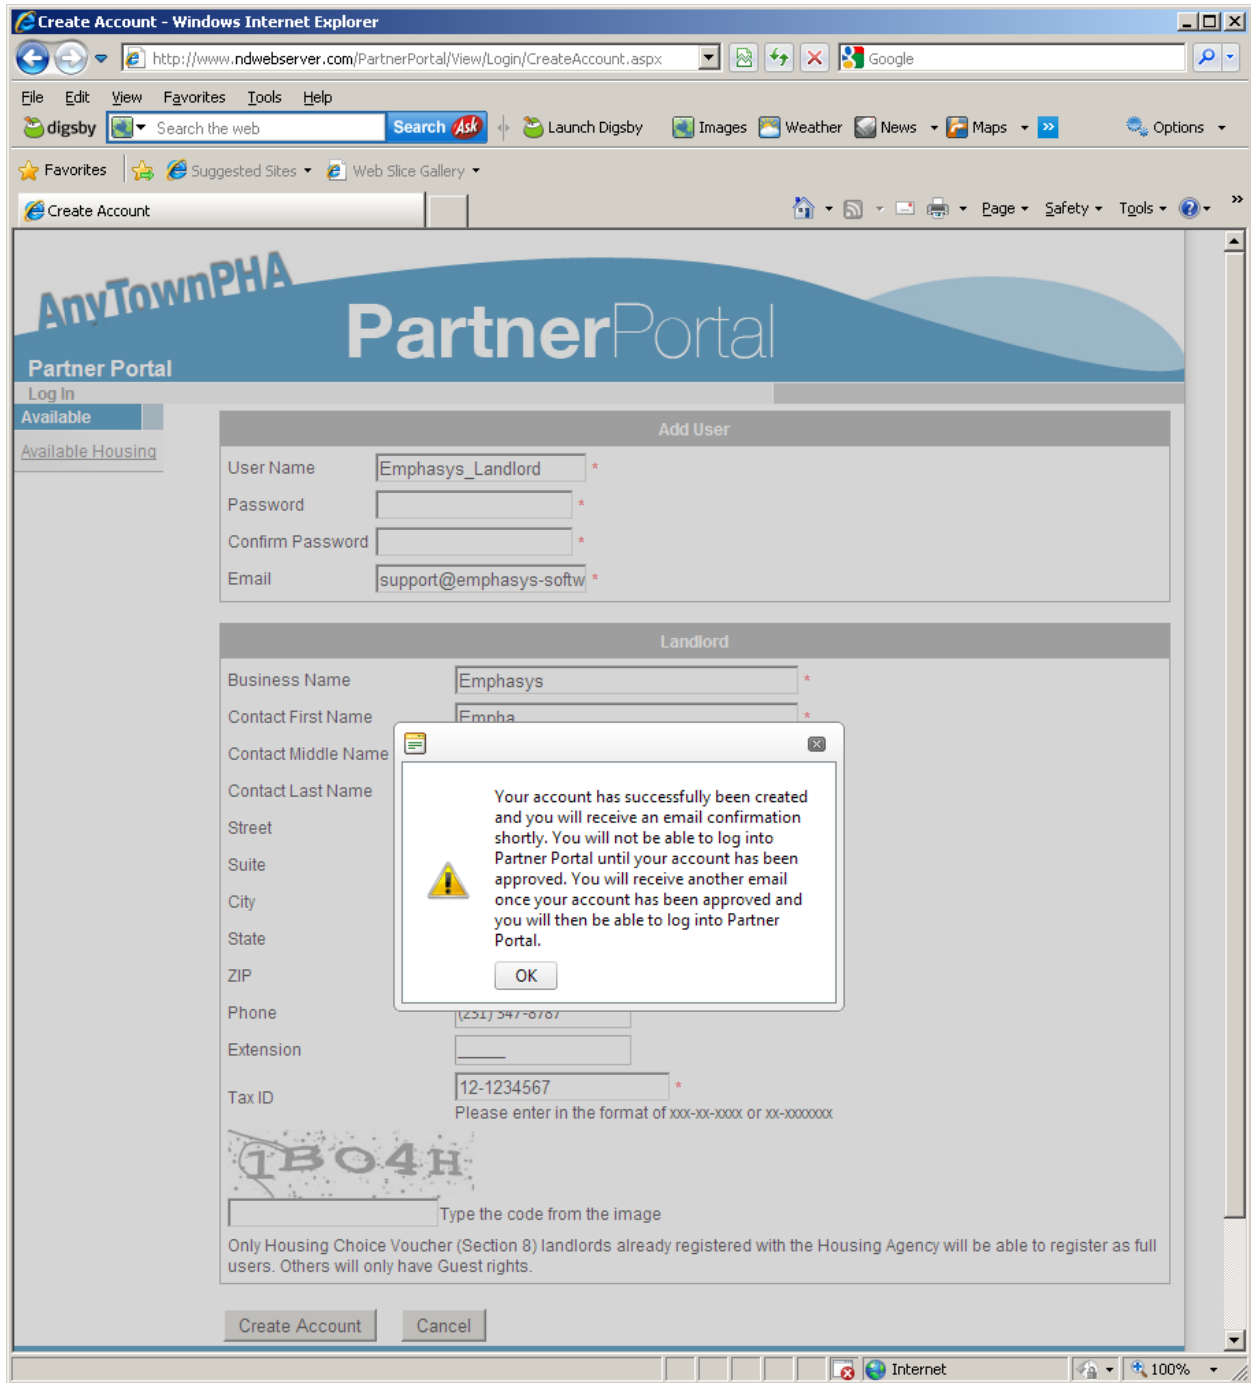 Create Account - Windows Internet Explorer
http://www.ndwebserver.com/PartnerPortal/View/Login/CreateAccount.aspx
Google
File Edit View Favorites Tools Help
digsby Search the web Search Ask Launch Digsby Images Weather News Maps Options
Favorites Suggested Sites Web Slice Gallery
Create Account Page Safety Tools
AnyTownPHA
PartnerPortal
Partner Portal
Log In
Available
Available Housing
Add User
User Name Emphasys_Landlord *
Password *
Confirm Password *
Email support@emphasys-softw *
Landlord
Business Name Emphasys *
Contact First Name Empha *
Contact Middle Name
Contact Last Name
Street
Suite
City
State
ZIP
Phone (231) 347-8787
Extension
Tax ID 12-1234567 *
Please enter in the format of xxx-xx-xxxx or xx-xxxxxxx
Your account has successfully been created
and you will receive an email confirmation
shortly. You will not be able to log into
Partner Portal until your account has been
approved. You will receive another email
once your account has been approved and
you will then be able to log into Partner
Portal.
OK
1BO4H
Type the code from the image
Only Housing Choice Voucher (Section 8) landlords already registered with the Housing Agency will be able to register as full
users. Others will only have Guest rights.
Create Account Cancel
Internet 100%